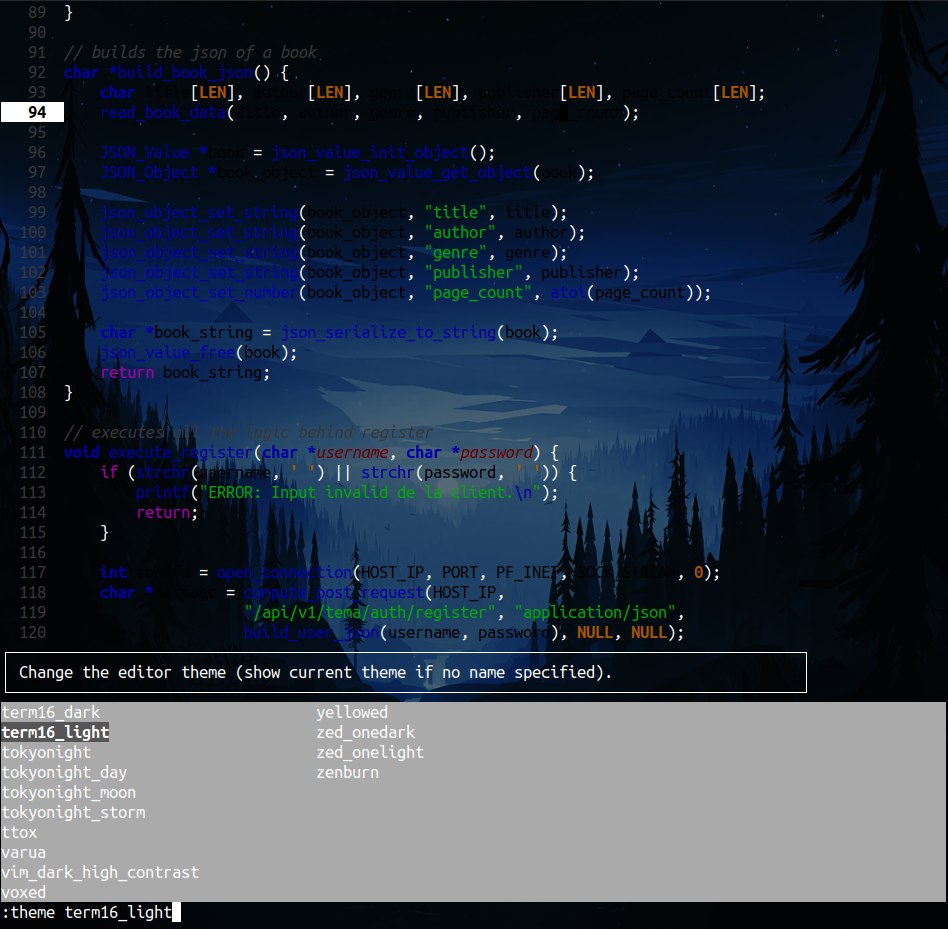 89 }
90
91 // builds the json of a book
92 char *build_book_json() {
93 char title[LEN], author[LEN], genre[LEN], publisher[LEN], page_count[LEN];
94 read_book_data(title, author, genre, publisher, page_count);
95
96 JSON_Value *book = json_value_init_object();
97 JSON_Object *book_object = json_value_get_object(book);
98
99 json_object_set_string(book_object, "title", title);
100 json_object_set_string(book_object, "author", author);
101 json_object_set_string(book_object, "genre", genre);
102 json_object_set_string(book_object, "publisher", publisher);
103 json_object_set_number(book_object, "page_count", atoi(page_count));
104
105 char *book_string = json_serialize_to_string(book);
106 json_value_free(book);
107 return book_string;
108 }
109
110 // executes all the logic behind register
111 void execute_register(char *username, char *password) {
112 if (strchr(username, ' ') || strchr(password, ' ')) {
113 printf("ERROR: Input invalid de la client.\n");
114 return;
115 }
116
117 int sockfd = open_connection(HOST_IP, PORT, PF_INET, SOCK_STREAM, 0);
118 char *message = compute_post_request(HOST_IP,
119 "/api/v1/tema/auth/register", "application/json",
120 build_user_json(username, password), NULL, NULL);
Change the editor theme (show current theme if no name specified).
term16_dark yellowed
term16_light zed_onedark
tokyonight zed_onelight
tokyonight_day zenburn
tokyonight_moon
tokyonight_storm
ttox
varua
vim_dark_high_contrast
voxed
:theme term16_light